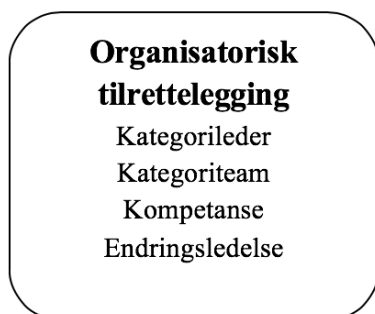 Organisatorisk
tilrettelegging
Kategorileder
Kategoriteam
Kompetanse
Endringsledelse